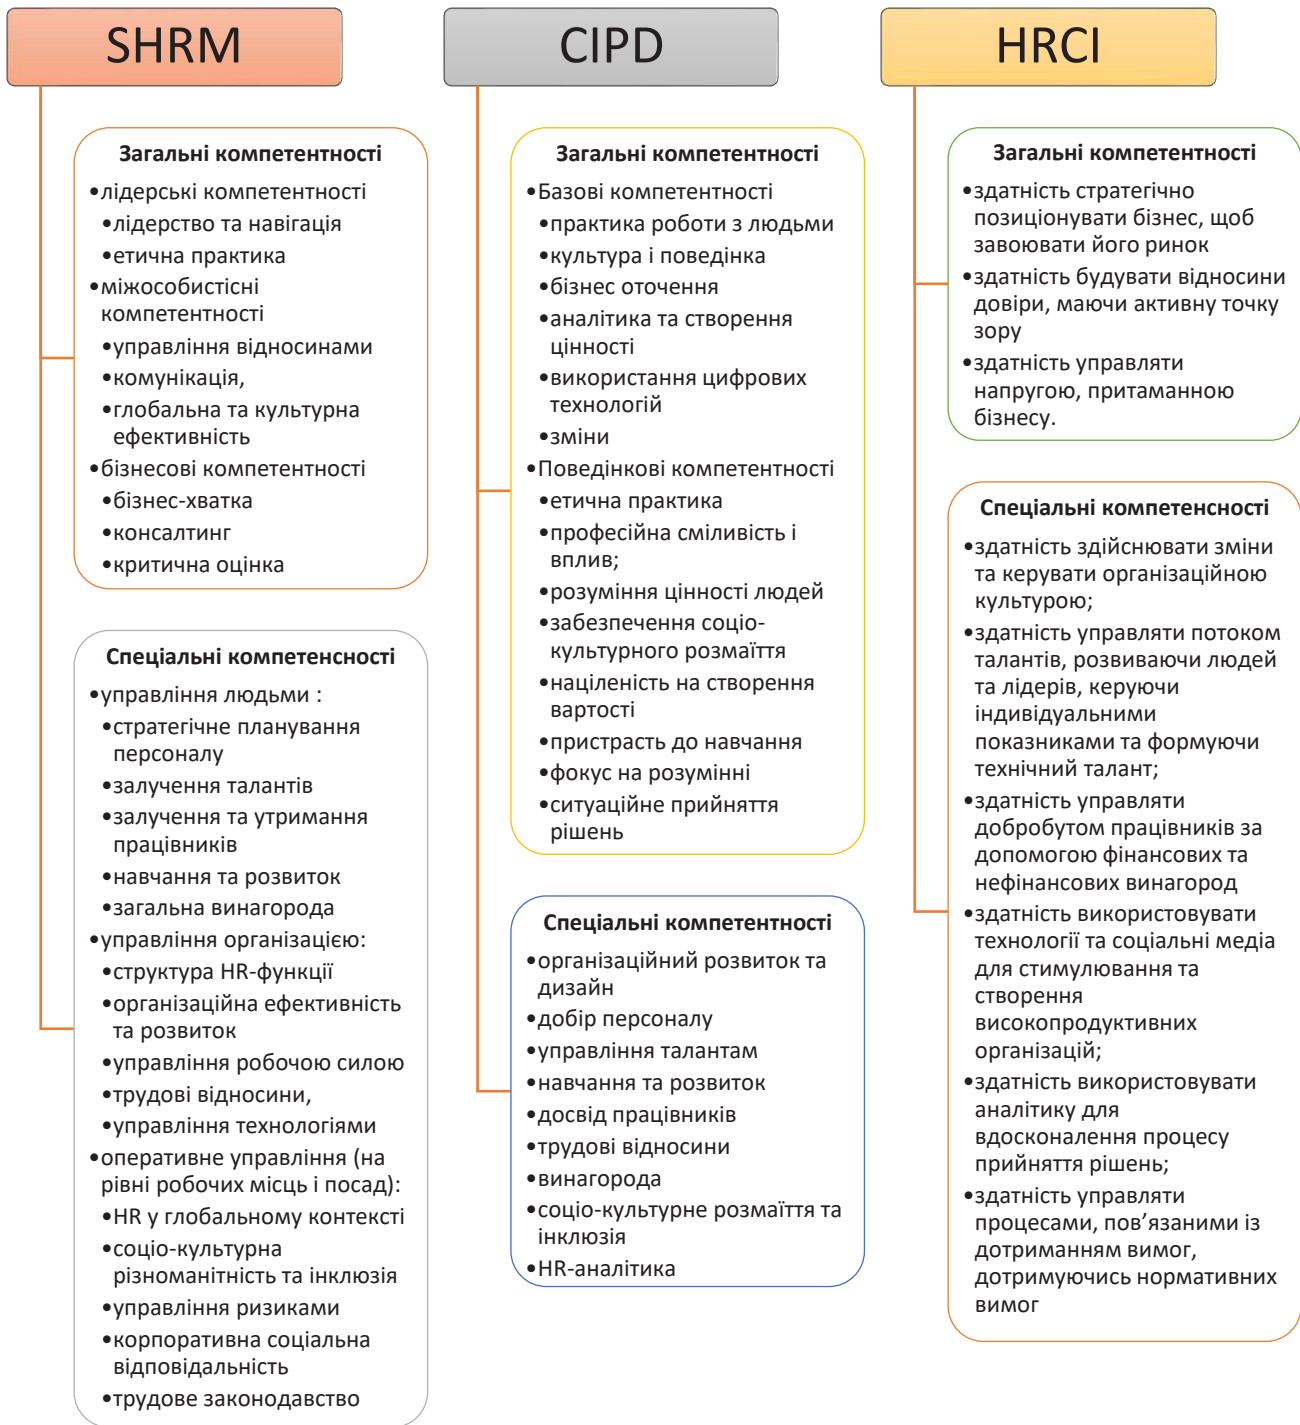 SHRM
Загальні компетентності
•лідерські компетентності
•лідерство та навігація
•етична практика
•міжособистісні
компетентності
•управління відносинами
•комунікація,
•глобальна та культурна
ефективність
•бізнесові компетентності
•бізнес-хватка
•консалтинг
•критична оцінка
Спеціальні компетенсності
•управління людьми :
•стратегічне планування
персоналу
•залучення талантів
•залучення та утримання
працівників
•навчання та розвиток
•загальна винагорода
•управління організацією:
•структура HR-функції
•організаційна ефективність
та розвиток
•управління робочою силою
•трудові відносини,
•управління технологіями
•оперативне управління (на
рівні робочих місць і посад):
•HR у глобальному контексті
•соціо-культурна
різноманітність та інклюзія
•управління ризиками
•корпоративна соціальна
відповідальність
•трудове законодавство
CIPD
Загальні компетентності
•Базові компетентності
•практика роботи з людьми
•культура і поведінка
•бізнес оточення
•аналітика та створення
цінності
•використання цифрових
технологій
•зміни
•Поведінкові компетентності
•етична практика
•професійна сміливість і
вплив;
•розуміння цінності людей
•забезпечення соціо-
культурного розмаїття
•націленість на створення
вартості
•пристрасть до навчання
•фокус на розумінні
•ситуаційне прийняття
рішень
Спеціальні компетентності
•організаційний розвиток та
дизайн
•добір персоналу
•управління талантам
•навчання та розвиток
•досвід працівників
•трудові відносини
•винагорода
•соціо-культурне розмаїття та
інклюзія
•HR-аналітика
HRCI
Загальні компетентності
•здатність стратегічно
позиціонувати бізнес, щоб
завоювати його ринок
•здатність будувати відносини
довіри, маючи активну точку
зору
•здатність управляти
напругою, притаманною
бізнесу.
Спеціальні компетенсності
•здатність здійснювати зміни
та керувати організаційною
культурою;
•здатність управляти потоком
талантів, розвиваючи людей
та лідерів, керуючи
індивідуальними
показниками та формуючи
технічний талант;
•здатність управляти
добробутом працівників за
допомогою фінансових та
нефінансових винагород
•здатність використовувати
технології та соціальні медіа
для стимулювання та
створення
високопродуктивних
організацій;
•здатність використовувати
аналітику для
вдосконалення процесу
прийняття рішень;
•здатність управляти
процесами, пов’язаними із
дотриманням вимог,
дотримуючись нормативних
вимог